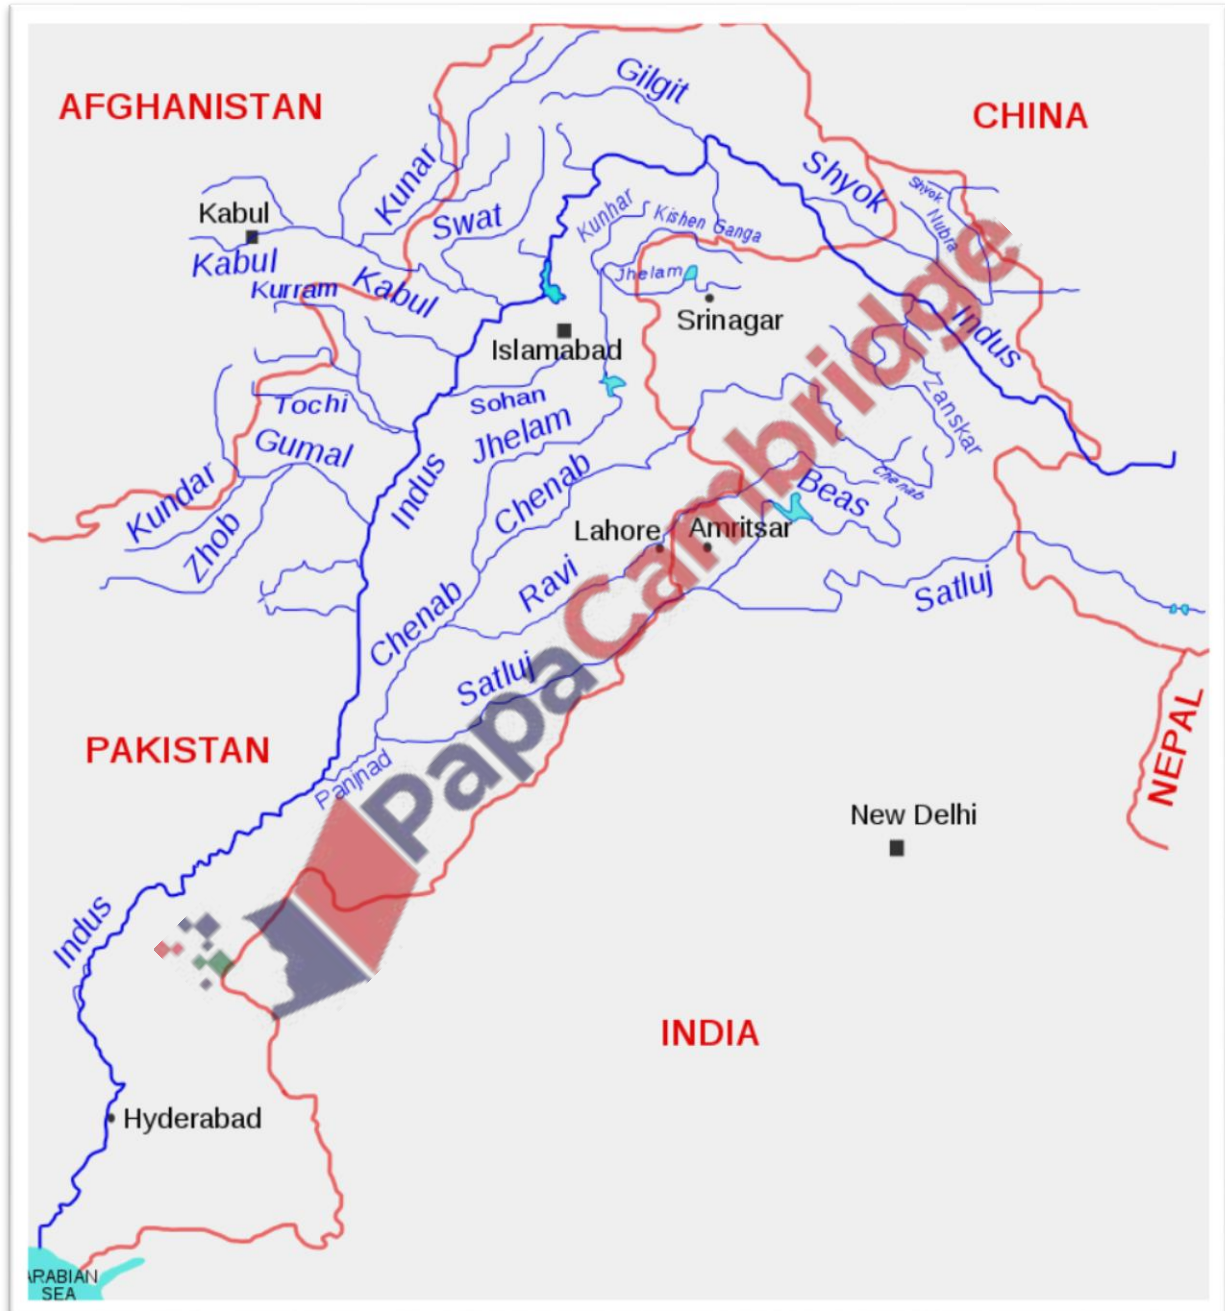 Gilgit
AFGHANISTAN
CHINA
Kunar
Shyok
Shyok
Nubra
Kabul
Swat
Kunhar
Kishen Ganga
Kabul
Kurram
Kabul
Jhelam
Srinagar
Indus
Islamabad
Sohan
Zanskar
Tochi
Jhelam
Gumal
Indus
Chenab
Chenab
Beas
Kundar
Zhob
Lahore
Amritsar
Ravi
Satluj
Chenab
Satluj
PAKISTAN
Panjnad
NEPAL
New Delhi
Indus
INDIA
Hyderabad
ARABIAN
SEA
PapaCambridge